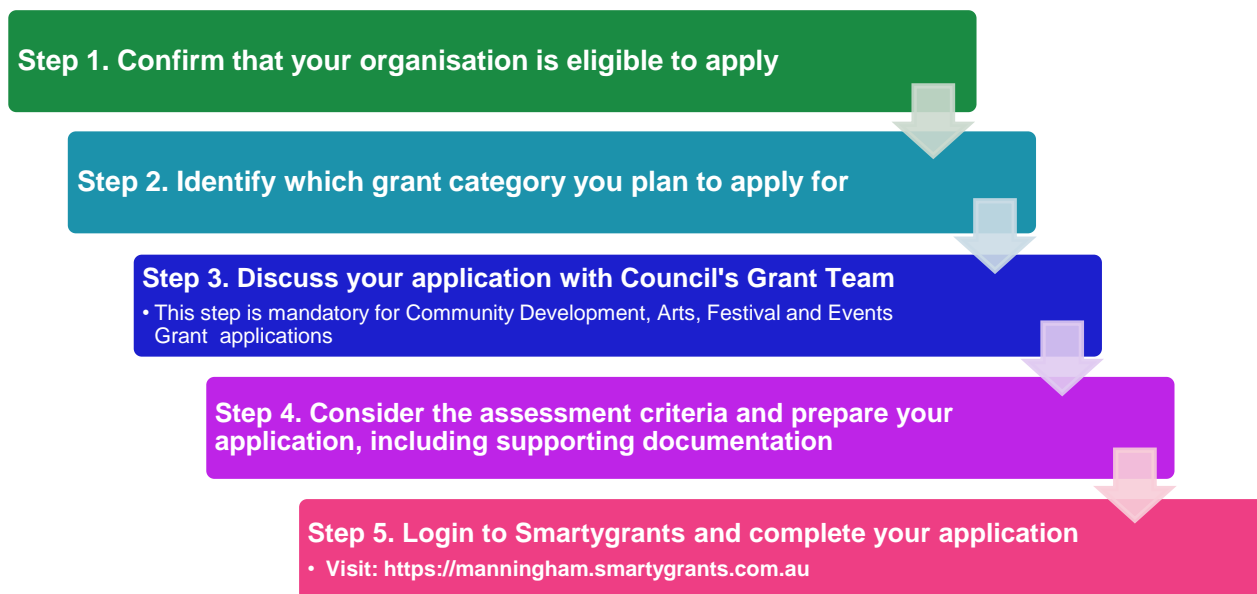 Step 1. Confirm that your organisation is eligible to apply
Step 2. Identify which grant category you plan to apply for
Step 3. Discuss your application with Council's Grant Team
• This step is mandatory for Community Development, Arts, Festival and Events
Grant applications
Step 4. Consider the assessment criteria and prepare your
application, including supporting documentation
Step 5. Login to Smartygrants and complete your application
• Visit: https://manningham.smartygrants.com.au